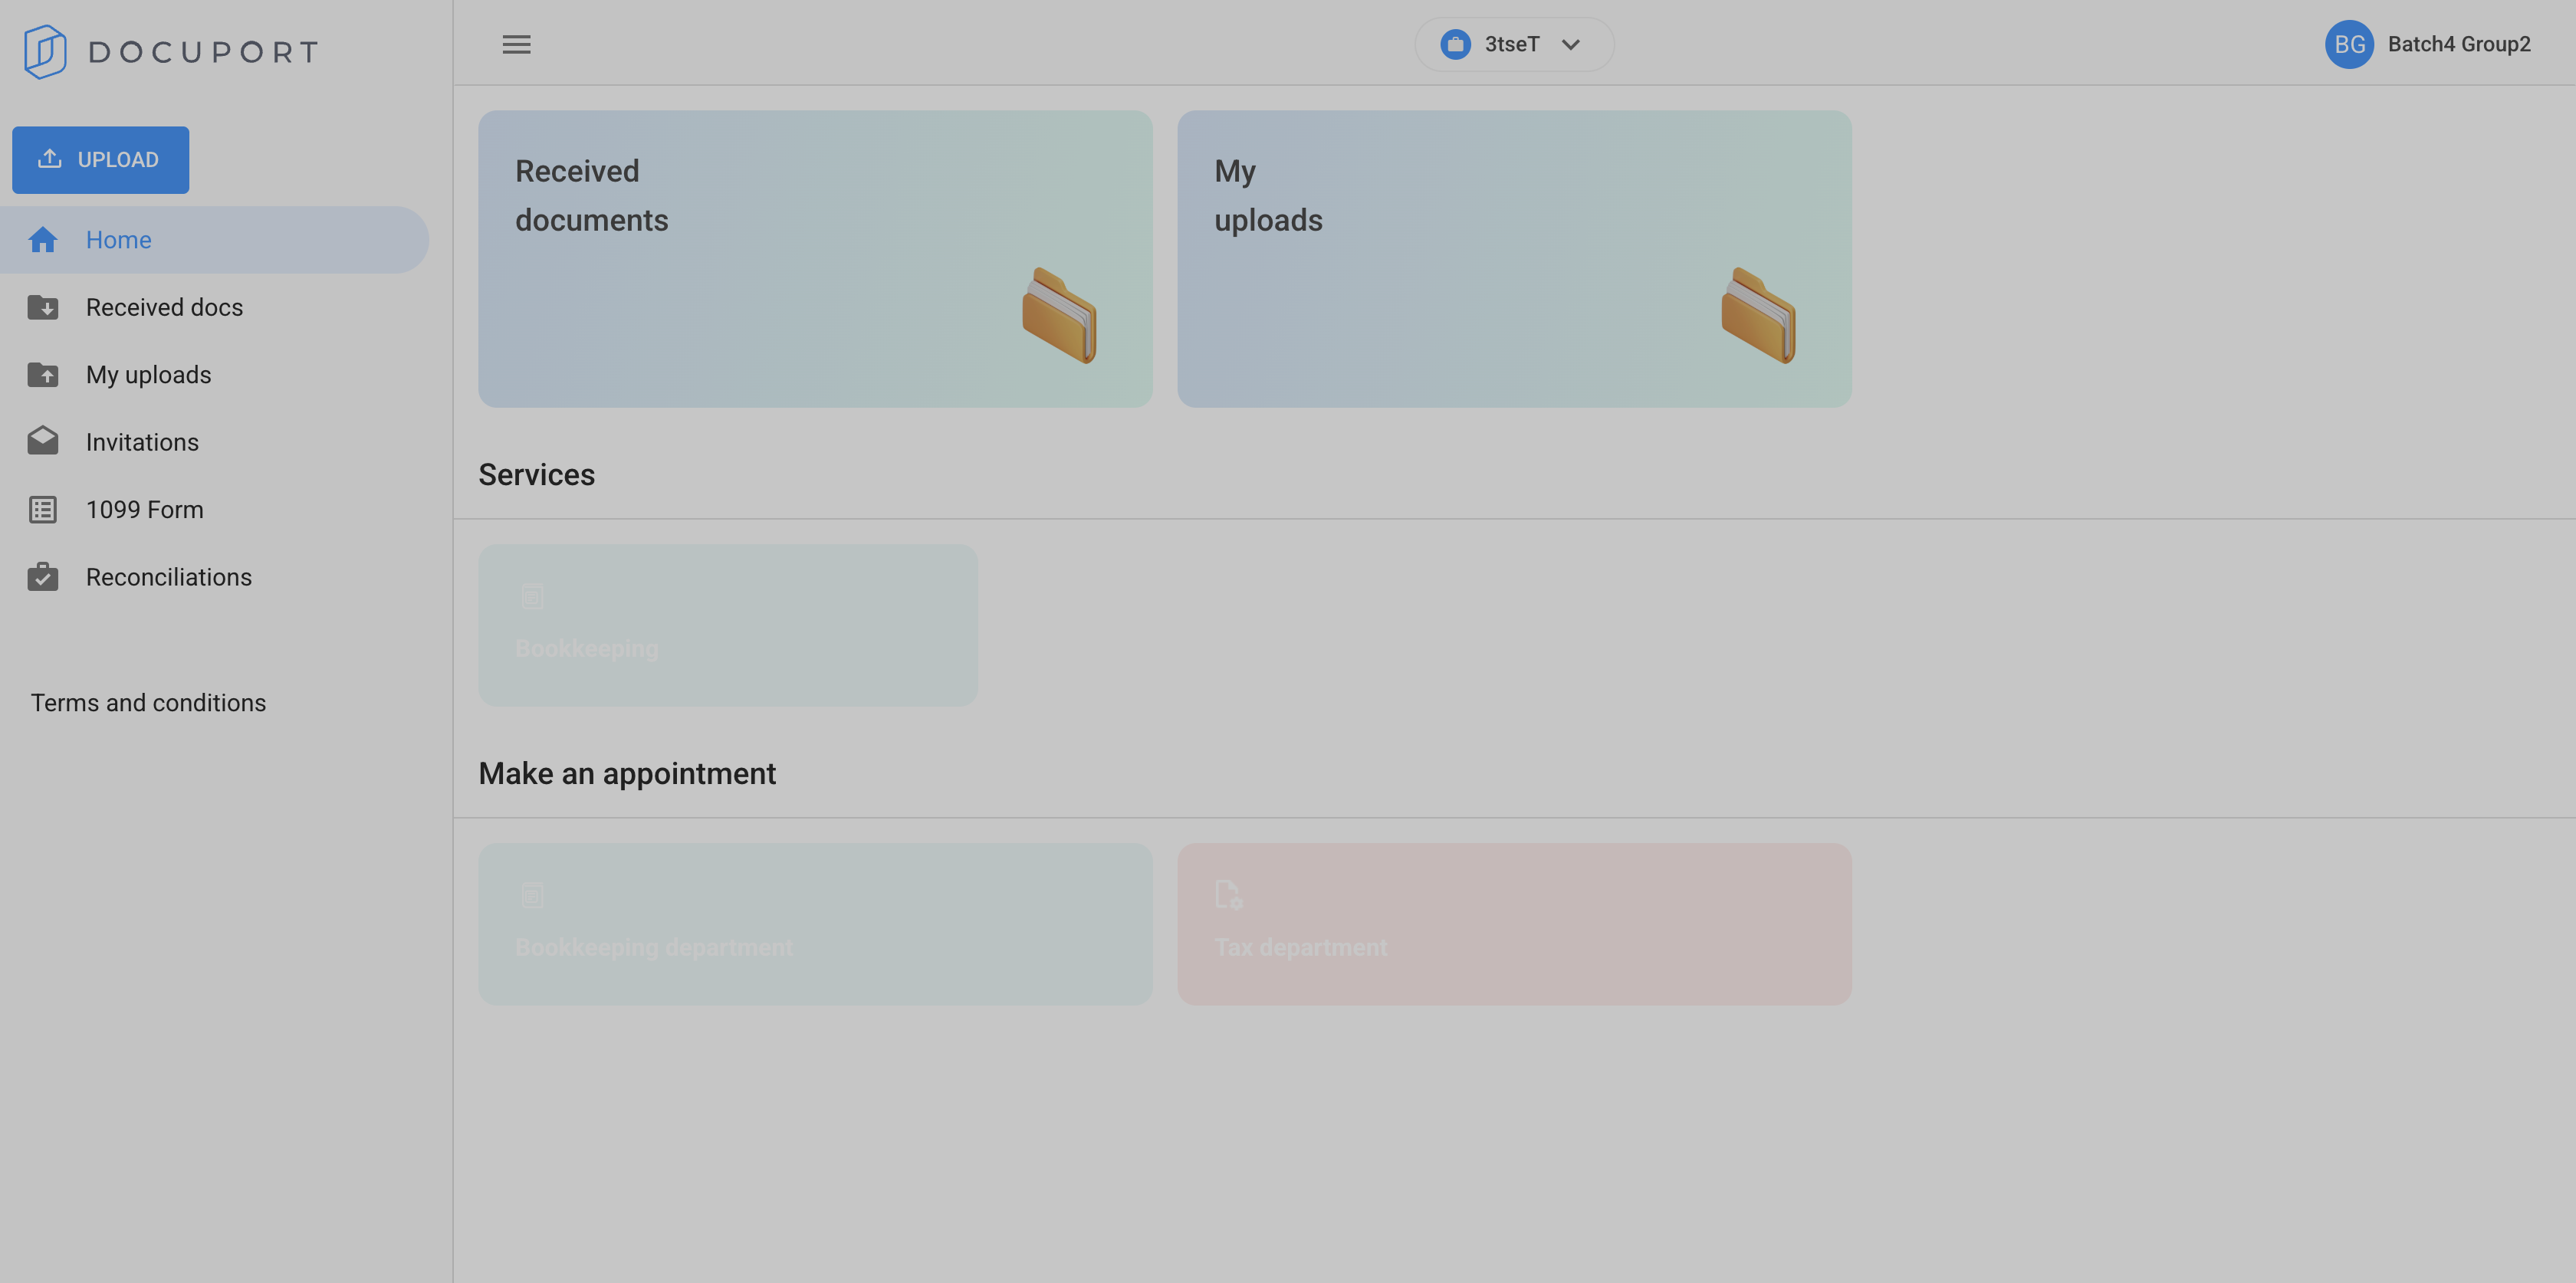 DOCUPORT
UPLOAD
Home
Received docs
My uploads
Invitations
1099 Form
Reconciliations
Terms and conditions
3tseT
BG
Batch4 Group2
Received
documents
My
uploads
Services
Bookkeeping
Make an appointment
Bookkeeping department
Tax department